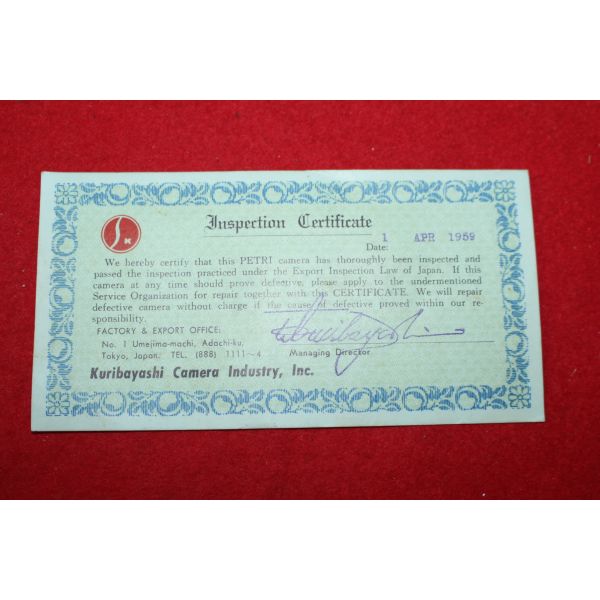 Inspection Certificate
Date: 1 APR 1959
We hereby certify that this PETRI camera has thoroughly been inspected and
passed the inspection practiced under the Export Inspection Law of Japan. If this
camera at any time should prove defective, please apply to the undermentioned
Service Organization for repair together with this CERTIFICATE. We will repair
defective camera without charge if the cause of proved within our re-
sponsibility.
FACTORY & EXPORT OFFICE:
No. 1 Umejima-machi, Adachi-ku,
Tokyo, Japan. TEL. (888) 1111~4
Kuribayashi
Managing Director
Kuribayashi Camera Industry, Inc.